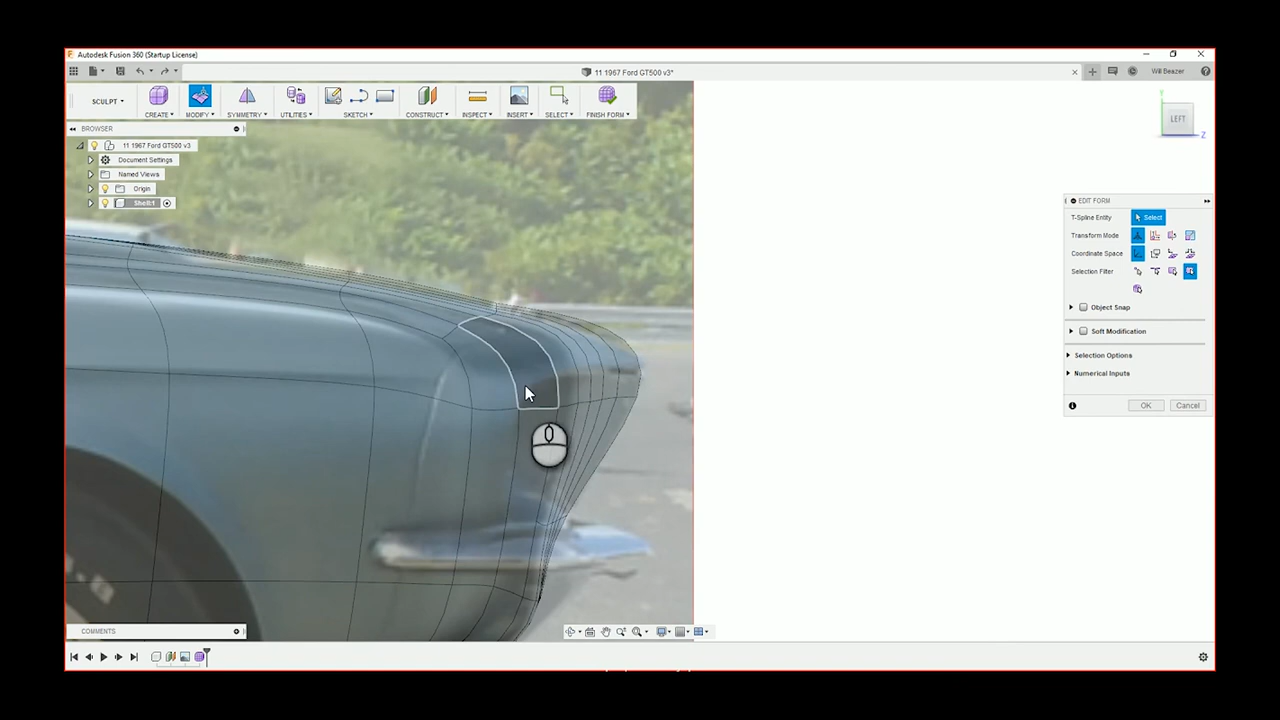 Autodesk Fusion 360 (Startup License)
11 1967 Ford GT500 v3*
Will Beazer
SCULPT
CREATE
MODIFY
SYMMETRY
UTILITIES
SKETCH
CONSTRUCT
INSPECT
INSERT
SELECT
FINISH FORM
BROWSER
11 1967 Ford GT500 v3
Document Settings
Named Views
Origin
Shell:1
LEFT
Y
Z
EDIT FORM
T-Spline Entity
Select
Transform Mode
Coordinate Space
Selection Filter
Object Snap
Soft Modification
Selection Options
Numerical Inputs
OK
Cancel
COMMENTS